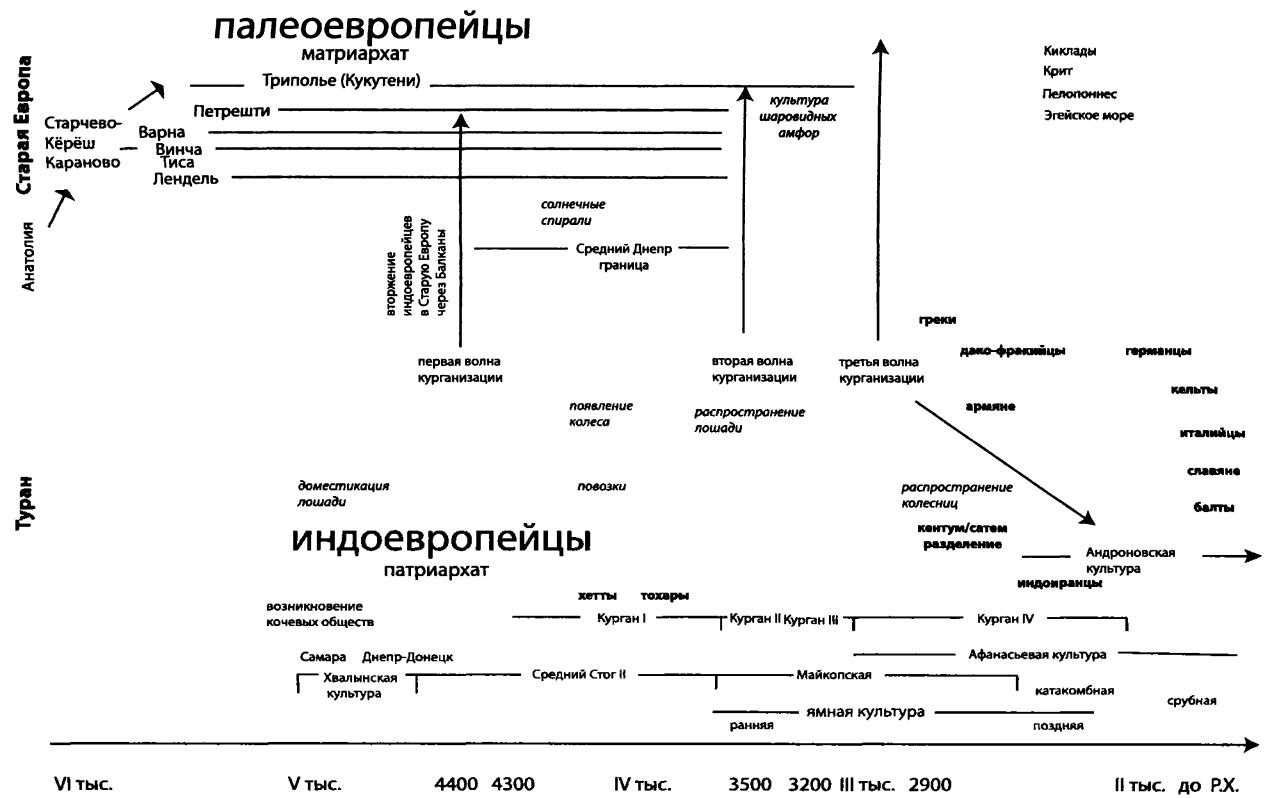 палеоевропейцы
матриархат
Триполье (Кукутени)
Петрешти
Старая Европа
Старчево-
Кёрёш
Караново
Варна
Винча
Тиса
Лендель
Анатолия
культура
шаровидных
амфор
Киклады
Крит
Пелопоннес
Эгейское море
солнечные
спирали
Средний Днепр
граница
вторжение
индоевропейцев
в Старую Европу
через Балканы
первая волна
курганизации
вторая волна
курганизации
третья волна
курганизации
греки
дако-фракийцы
германцы
кельты
армяне
италийцы
славяне
балты
появление
колеса
распространение
лошади
Туран
доместикация
лошади
повозки
распространение
колесниц
кентум/сатем
разделение
Андроновская
культура
индоиранцы
индоевропейцы
патриархат
хетты тохары
возникновение
кочевых обществ
Курган I
Курган II
Курган III
Курган IV
Самара
Днепр-Донецк
Афанасьевая культура
Хвалынская
культура
Средний Стог II
Майкопская
катакомбная
срубная
ямная культура
ранняя
поздняя
VI тыс.
V тыс.
4400
4300
IV тыс.
3500
3200
III тыс.
2900
II тыс. до Р.Х.